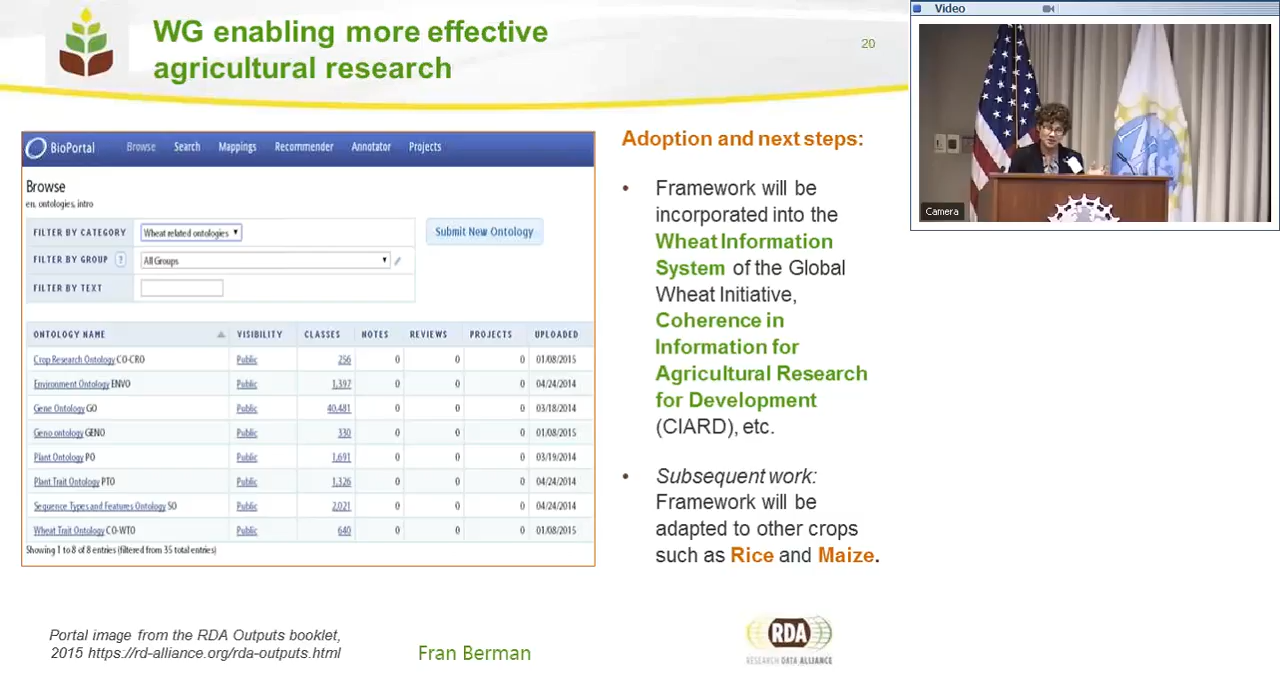 WG enabling more effective
agricultural research
20
Video
Camera
BioPortal Browse Search Mappings Recommender Annotator Projects
Browse
en, ontologies, intro
FILTER BY CATEGORY Wheat related ontologies
Submit New Ontology
FILTER BY GROUP ? All Groups
FILTER BY TEXT
ONTOLOGY NAME VISIBILITY CLASSES NOTES REVIEWS PROJECTS UPLOADED
Crop Research Ontology CO-CRO Public 256 0 0 0 01/08/2015
Environment Ontology ENVO Public 1,397 0 0 0 04/24/2014
Gene Ontology GO Public 40,481 0 0 0 03/18/2014
Geno ontology GENO Public 330 0 0 0 01/08/2015
Plant Ontology PO Public 1,691 0 0 0 03/19/2014
Plant Trait Ontology PTO Public 1,326 0 0 0 04/24/2014
Sequence Types and Features Ontology SO Public 2,021 0 0 0 04/24/2014
Wheat Trait Ontology CO-WTO Public 640 0 0 0 01/08/2015
Showing 1 to 8 of 8 entries (filtered from 35 total entries)
Adoption and next steps:
• Framework will be
incorporated into the
Wheat Information
System of the Global
Wheat Initiative,
Coherence in
Information for
Agricultural Research
for Development
(CIARD), etc.
• Subsequent work:
Framework will be
adapted to other crops
such as Rice and Maize.
Portal image from the RDA Outputs booklet,
2015 https://rd-alliance.org/rda-outputs.html
Fran Berman
RDA
RESEARCH DATA ALLIANCE